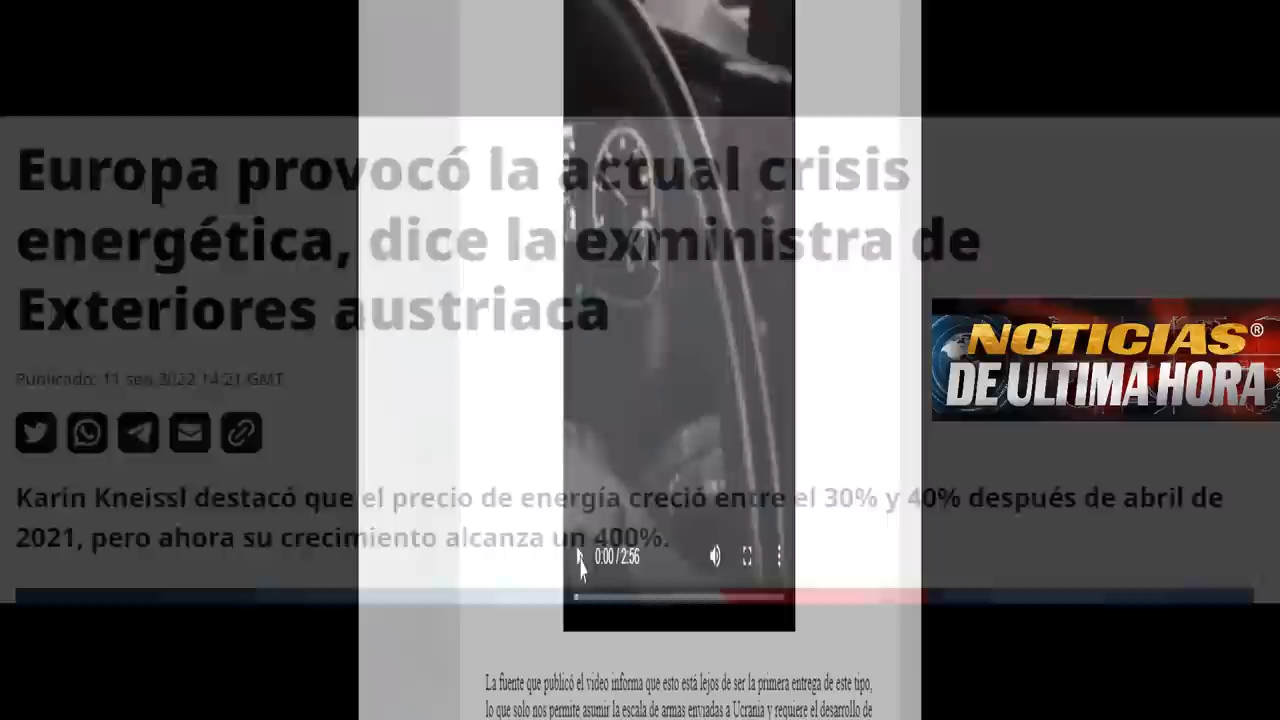 Europa provocó la actual crisis
energética, dice la exministra de
Exteriores austriaca
Publicado: 11 sep 2022 14:21 GMT
NOTICIAS®
DE ULTIMA HORA
Karin Kneissl destacó que el precio de energía creció entre el 30% y 40% después de abril de
2021, pero ahora su crecimiento alcanza un 400%.
0:00 / 2:56
La fuente que publicó el video informa que esto está lejos de ser la primera entrega de este tipo,
lo que solo nos permite asumir la escala de armas enviadas a Ucrania y requiere el desarrollo de